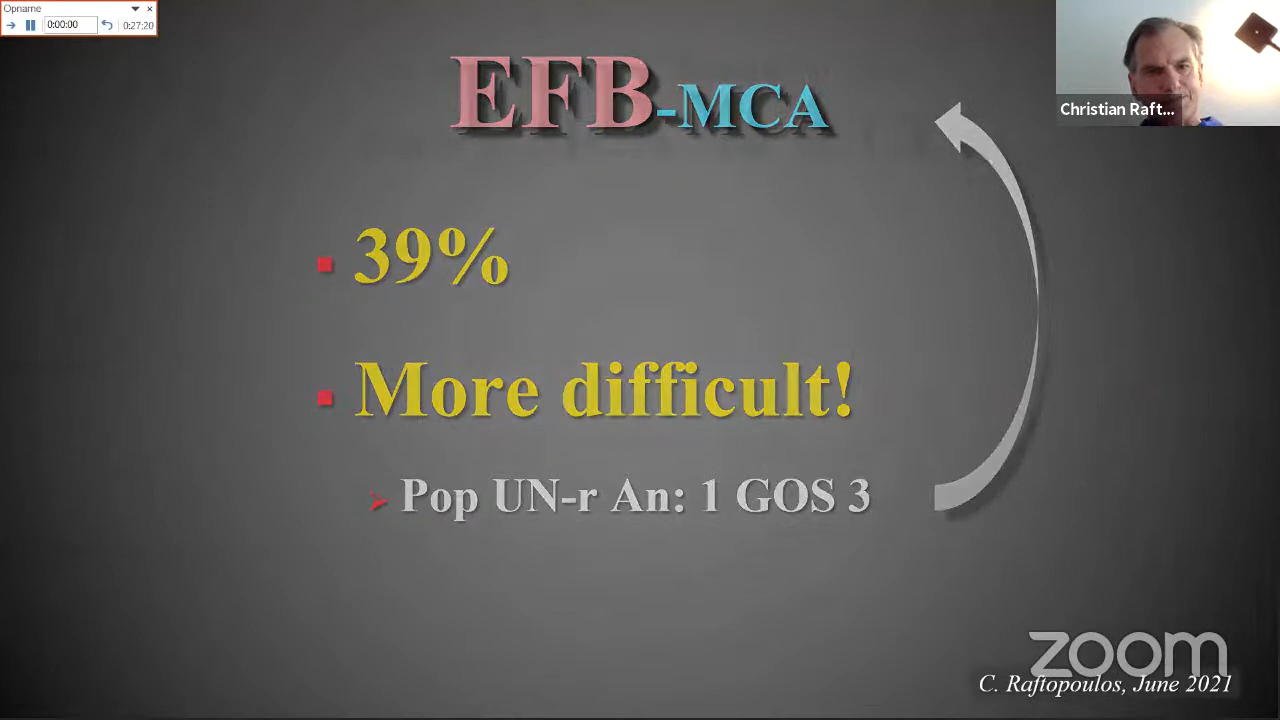 Opname
0:00:00
0:27:20
EFB-MCA
Christian Raft...
39%
More difficult!
Pop UN-r An: 1 GOS 3
zoom
C. Raftopoulos, June 2021